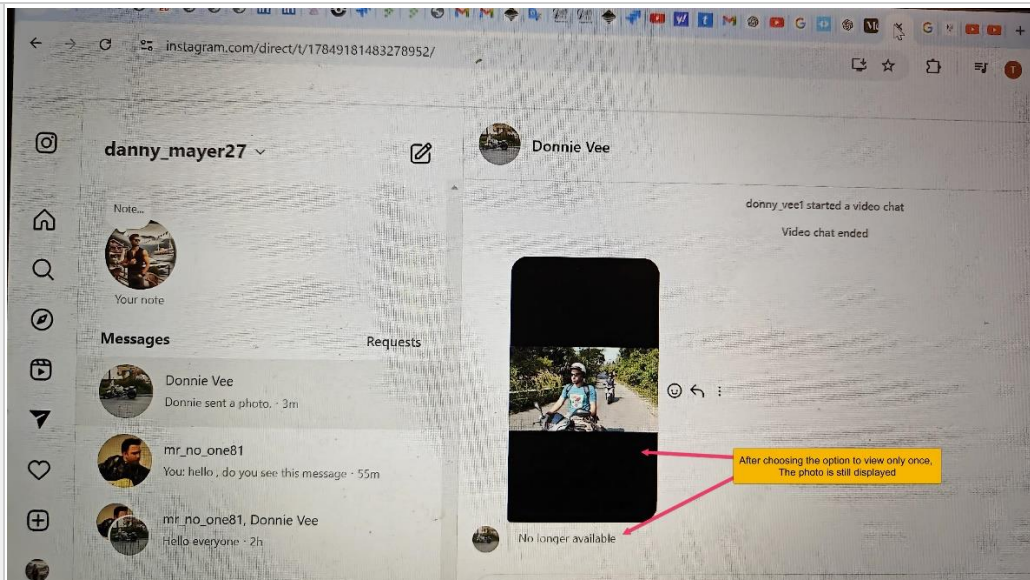 instagram.com/direct/t/17849181483278952/
danny_mayer27
Donnie Vee
Note...
Your note
Messages
Requests
Donnie Vee
Donnie sent a photo. · 3m
mr_no_one81
You: hello , do you see this message · 55m
mr_no_one81, Donnie Vee
Hello everyone · 2h
donny_vee1 started a video chat
Video chat ended
After choosing the option to view only once,
The photo is still displayed
No longer available